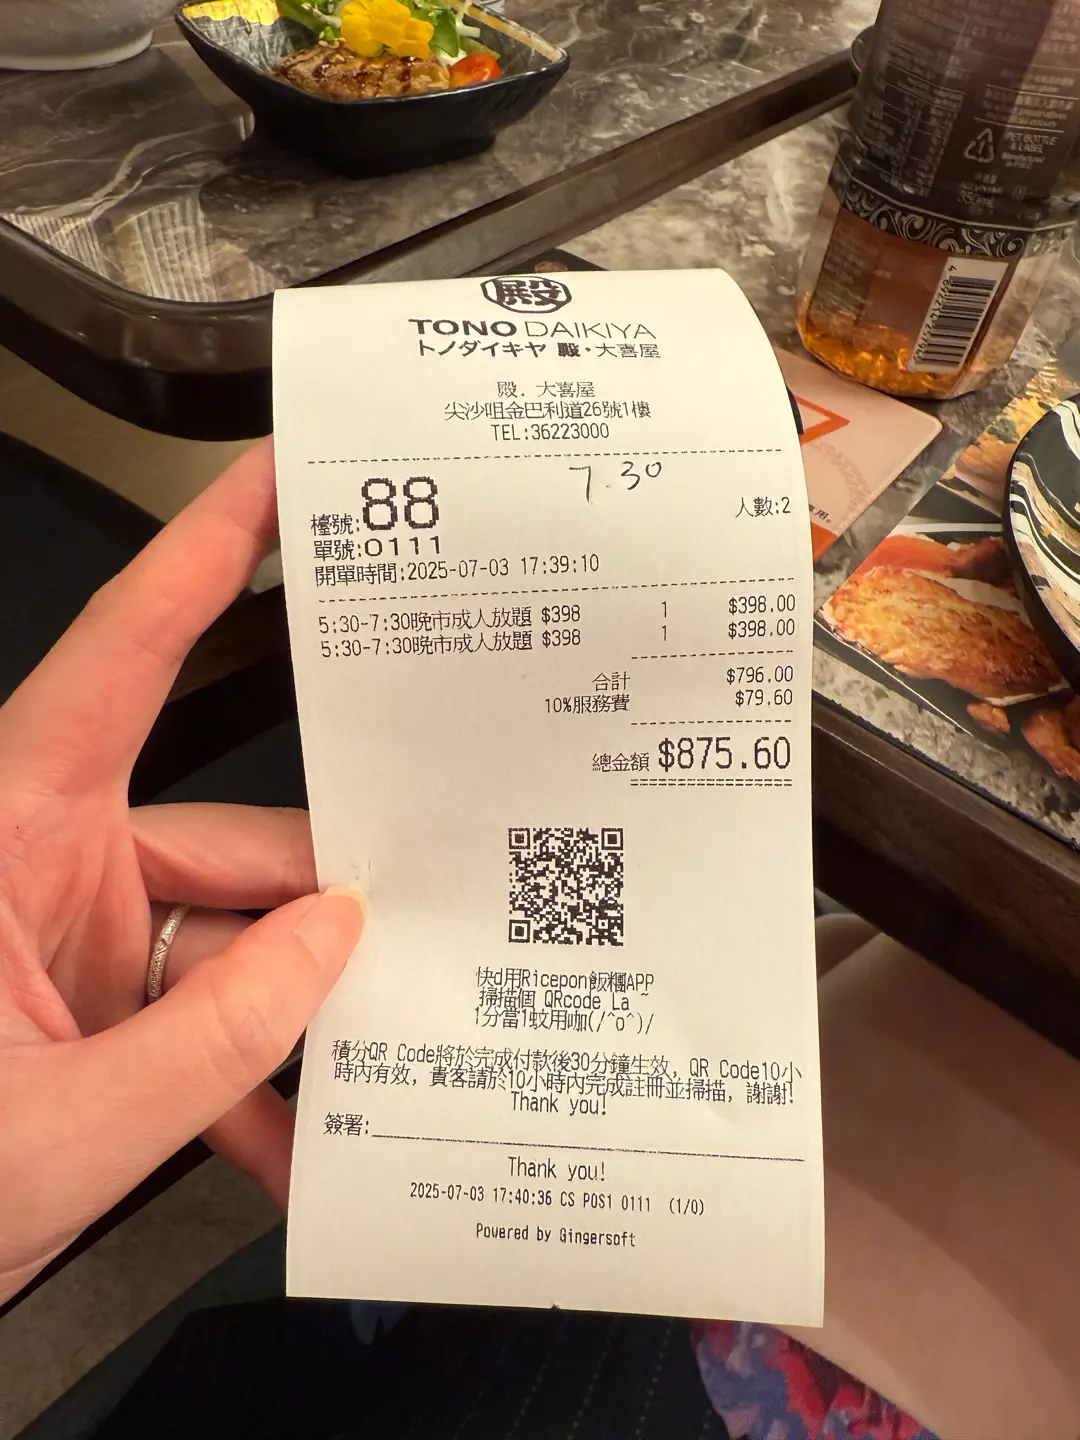 殿
TONO DAIKIYA
トノダイキヤ 殿・大喜屋
殿．大喜屋
尖沙咀金巴利道26號1樓
TEL:36223000
7.30
檯號:88 人數:2
單號:0111
開單時間:2025-07-03 17:39:10
5:30-7:30晚市成人放題 $398 1 $398.00
5:30-7:30晚市成人放題 $398 1 $398.00
合計 $796.00
10%服務費 $79.60
總金額 $875.60
快d用Ricepon飯糰APP
掃描個 QRcode La ~
1分當1蚊用咖(/^o^)/
積分QR Code將於完成付款後30分鐘生效, QR Code10小
時內有效, 貴客請於10小時內完成註冊並掃描, 謝謝!
Thank you!
簽署:
Thank you!
2025-07-03 17:40:36 CS POS1 0111 (1/0)
Powered by Gingersoft
PET BOTTLE
& LABEL